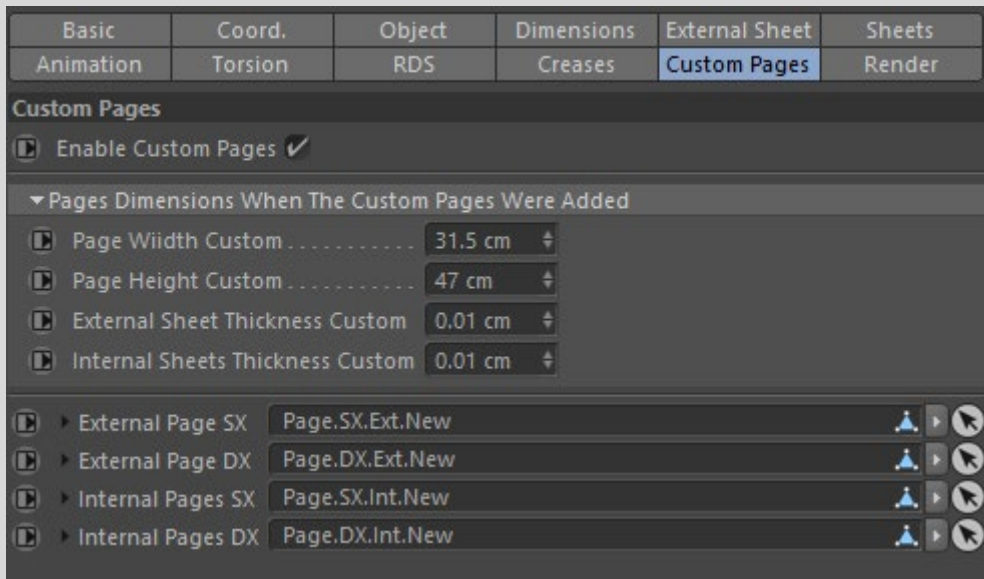 Basic Coord. Object Dimensions External Sheet Sheets
Animation Torsion RDS Creases Custom Pages Render
Custom Pages
Enable Custom Pages
Pages Dimensions When The Custom Pages Were Added
Page Wiidth Custom . . . . . . . . . . . 31.5 cm
Page Height Custom . . . . . . . . . . . 47 cm
External Sheet Thickness Custom 0.01 cm
Internal Sheets Thickness Custom 0.01 cm
External Page SX Page.SX.Ext.New
External Page DX Page.DX.Ext.New
Internal Pages SX Page.SX.Int.New
Internal Pages DX Page.DX.Int.New